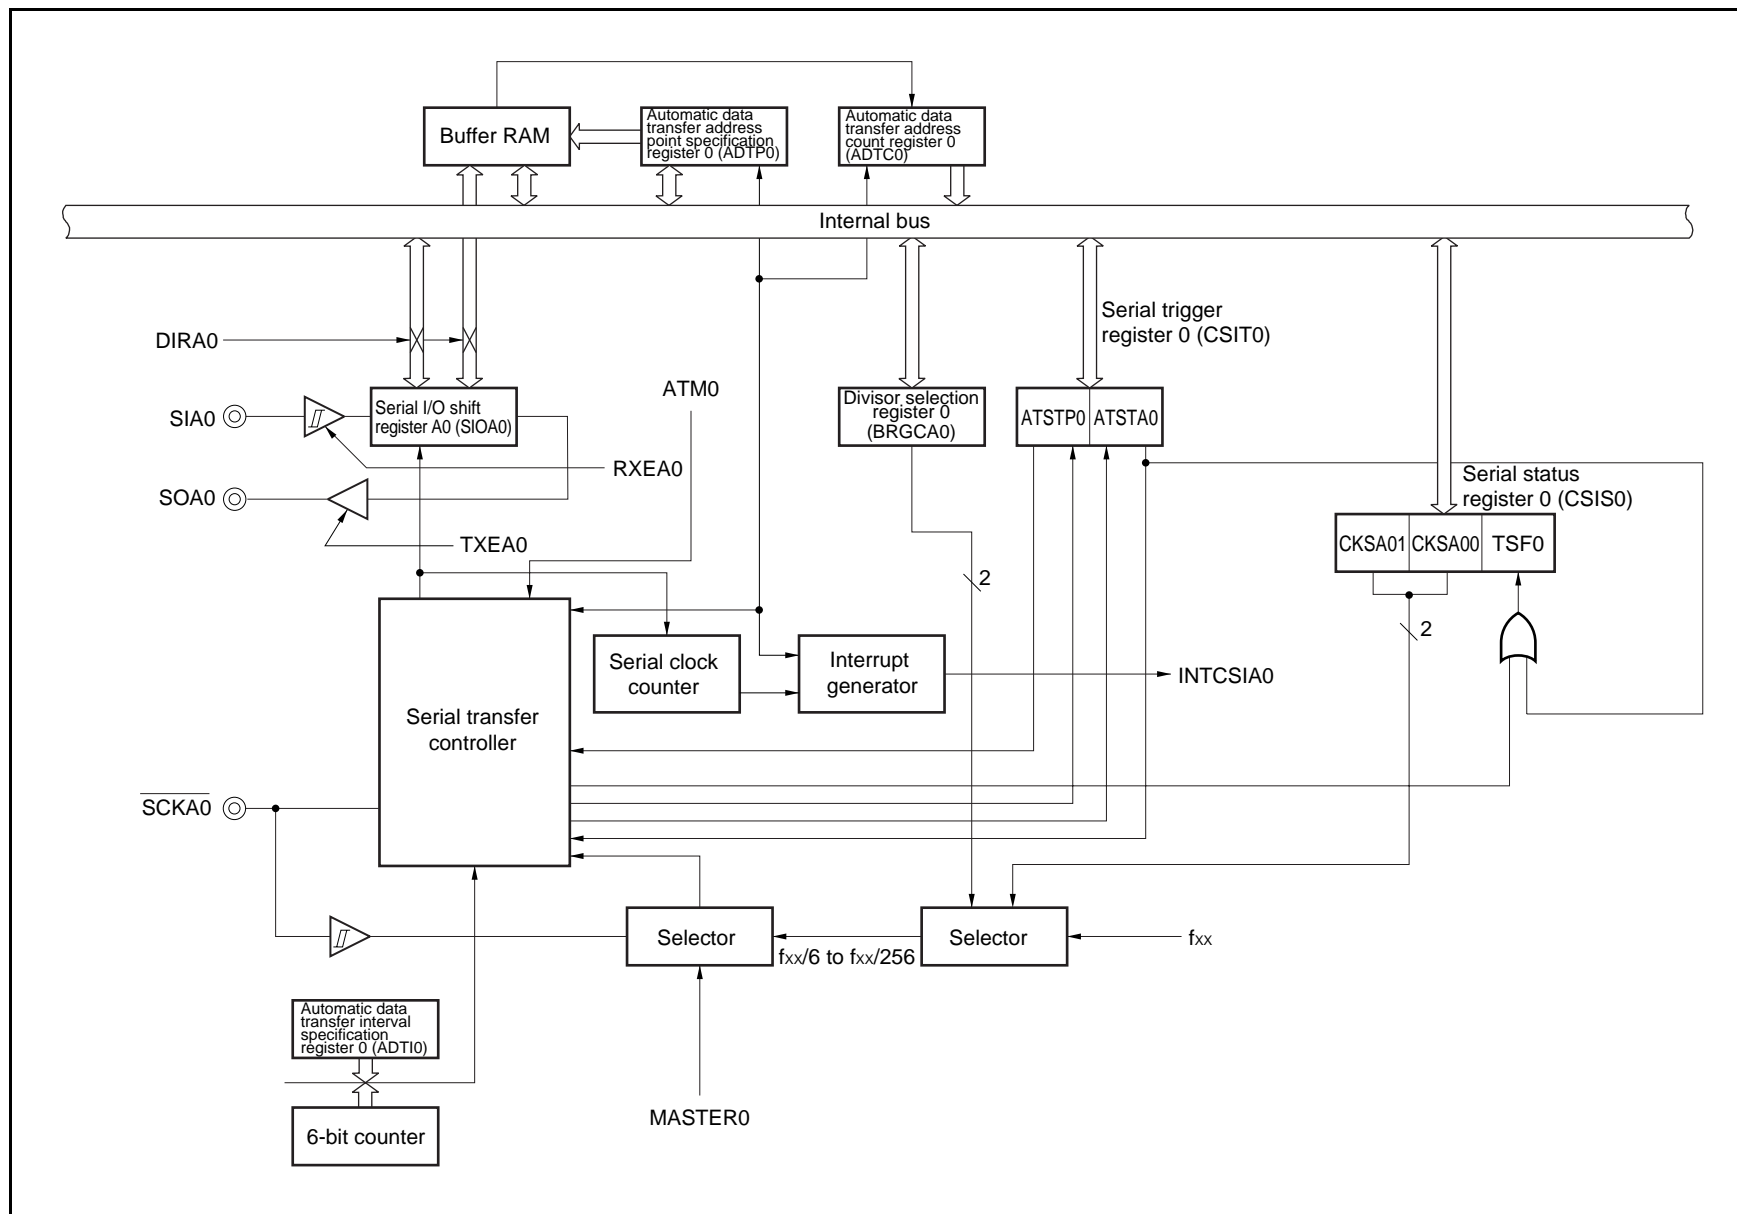 Buffer RAM
Automatic data
transfer address
point specification
register 0 (ADTP0)
Automatic data
transfer address
count register 0
(ADTC0)
Internal bus
DIRA0
Serial trigger
register 0 (CSIT0)
ATM0
SIA0
Serial I/O shift
register A0 (SIOA0)
Divisor selection
register 0
(BRGCA0)
ATSTP0
ATSTA0
RXEA0
SOA0
Serial status
register 0 (CSIS0)
TXEA0
CKSA01
CKSA00
TSF0
2
2
Serial clock
counter
Interrupt
generator
INTCSIA0
Serial transfer
controller
SCKA0
Selector
fXX/6 to fXX/256
Selector
fXX
Automatic data
transfer interval
specification
register 0 (ADTI0)
MASTER0
6-bit counter